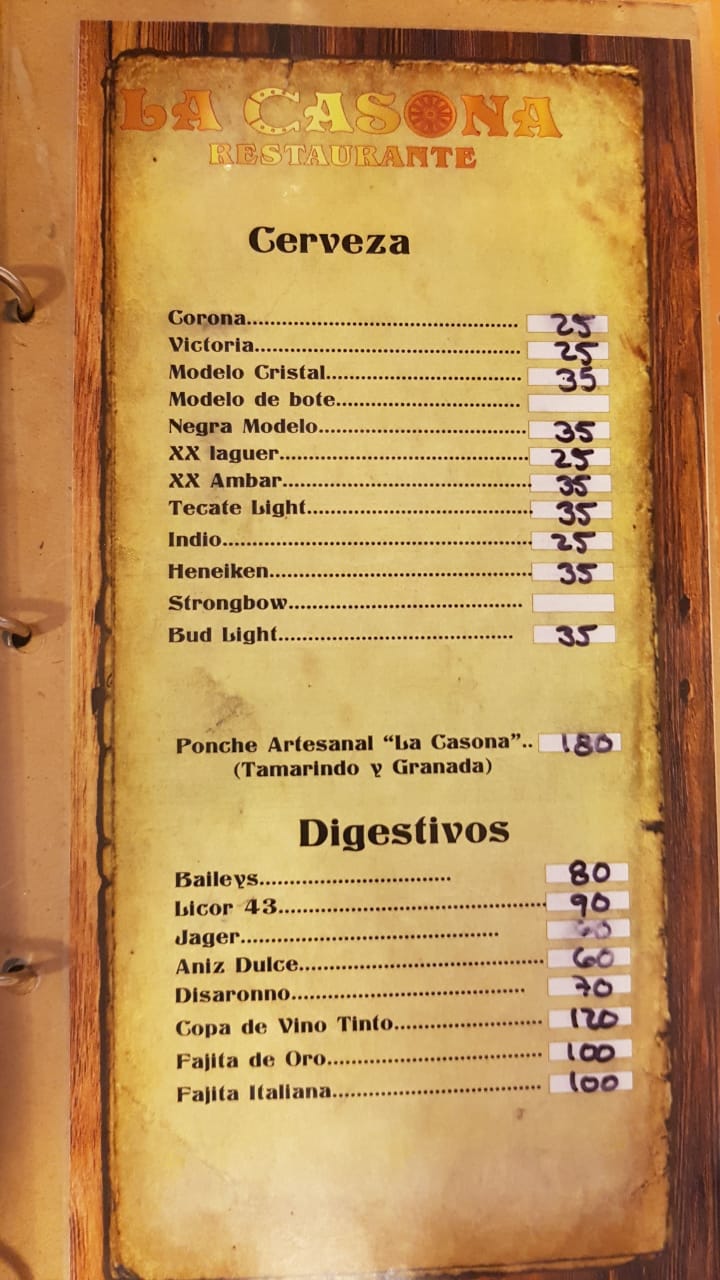 LA CASONA
RESTAURANTE
Cerveza
Corona.............................................. 25
Victoria............................................. 25
Modelo Cristal................................. 35
Modelo de bote...............................
Negra Modelo................................... 35
XX laguer.......................................... 25
XX Ambar.......................................... 35
Tecate Light...................................... 35
Indio.................................................... 25
Heneiken............................................ 35
Strongbow.......................................
Bud Light........................................ 35
Ponche Artesanal “La Casona”.. 180
(Tamarindo y Granada)
Digestivos
Baileys................................ 80
Licor 43............................................. 90
Jager...........................................
Aniz Dulce......................................... 60
Disaronno....................................... 70
Copa de Vino Tinto......................... 120
Fajita de Oro.................................... 100
Fajita Italiana................................... 100